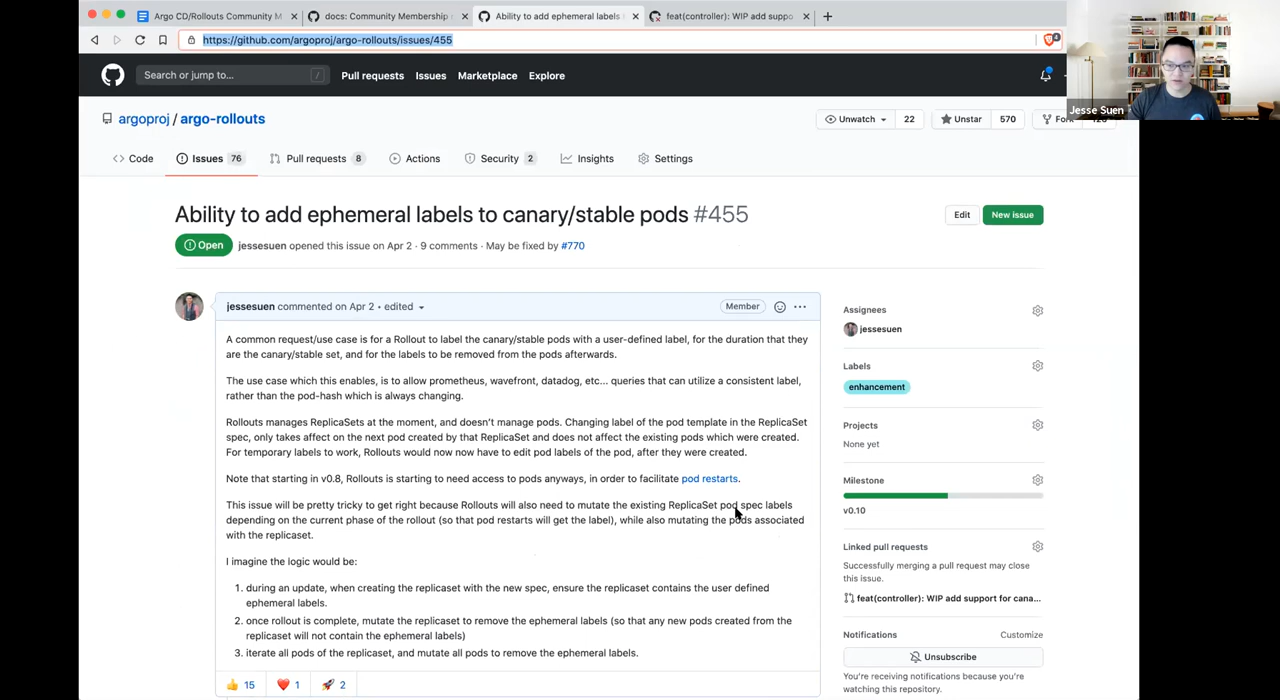 Argo CD/Rollouts Community M
docs: Community Membership
Ability to add ephemeral labels
feat(controller): WIP add suppo
https://github.com/argoproj/argo-rollouts/issues/455
4
Search or jump to...
/
Pull requests
Issues
Marketplace
Explore
Jesse Suen
argoproj / argo-rollouts
Unwatch
22
Unstar
570
Fork
Code
Issues 76
Pull requests 8
Actions
Security 2
Insights
Settings
Ability to add ephemeral labels to canary/stable pods #455
Edit
New issue
Open
jessesuen opened this issue on Apr 2 · 9 comments · May be fixed by #770
jessesuen commented on Apr 2 • edited
Member
A common request/use case is for a Rollout to label the canary/stable pods with a user-defined label, for the duration that they
are the canary/stable set, and for the labels to be removed from the pods afterwards.
The use case which this enables, is to allow prometheus, wavefront, datadog, etc... queries that can utilize a consistent label,
rather than the pod-hash which is always changing.
Rollouts manages ReplicaSets at the moment, and doesn't manage pods. Changing label of the pod template in the ReplicaSet
spec, only takes affect on the next pod created by that ReplicaSet and does not affect the existing pods which were created.
For temporary labels to work, Rollouts would now now have to edit pod labels of the pod, after they were created.
Note that starting in v0.8, Rollouts is starting to need access to pods anyways, in order to facilitate pod restarts.
This issue will be pretty tricky to get right because Rollouts will also need to mutate the existing ReplicaSet pod spec labels
depending on the current phase of the rollout (so that pod restarts will get the label), while also mutating the pods associated
with the replicaset.
I imagine the logic would be:
1. during an update, when creating the replicaset with the new spec, ensure the replicaset contains the user defined
ephemeral labels.
2. once rollout is complete, mutate the replicaset to remove the ephemeral labels (so that any new pods created from the
replicaset will not contain the ephemeral labels)
3. iterate all pods of the replicaset, and mutate all pods to remove the ephemeral labels.
15
1
2
Assignees
jessesuen
Labels
enhancement
Projects
None yet
Milestone
v0.10
Linked pull requests
Successfully merging a pull request may close
this issue.
feat(controller): WIP add support for cana...
Notifications
Customize
Unsubscribe
You're receiving notifications because you're
watching this repository.